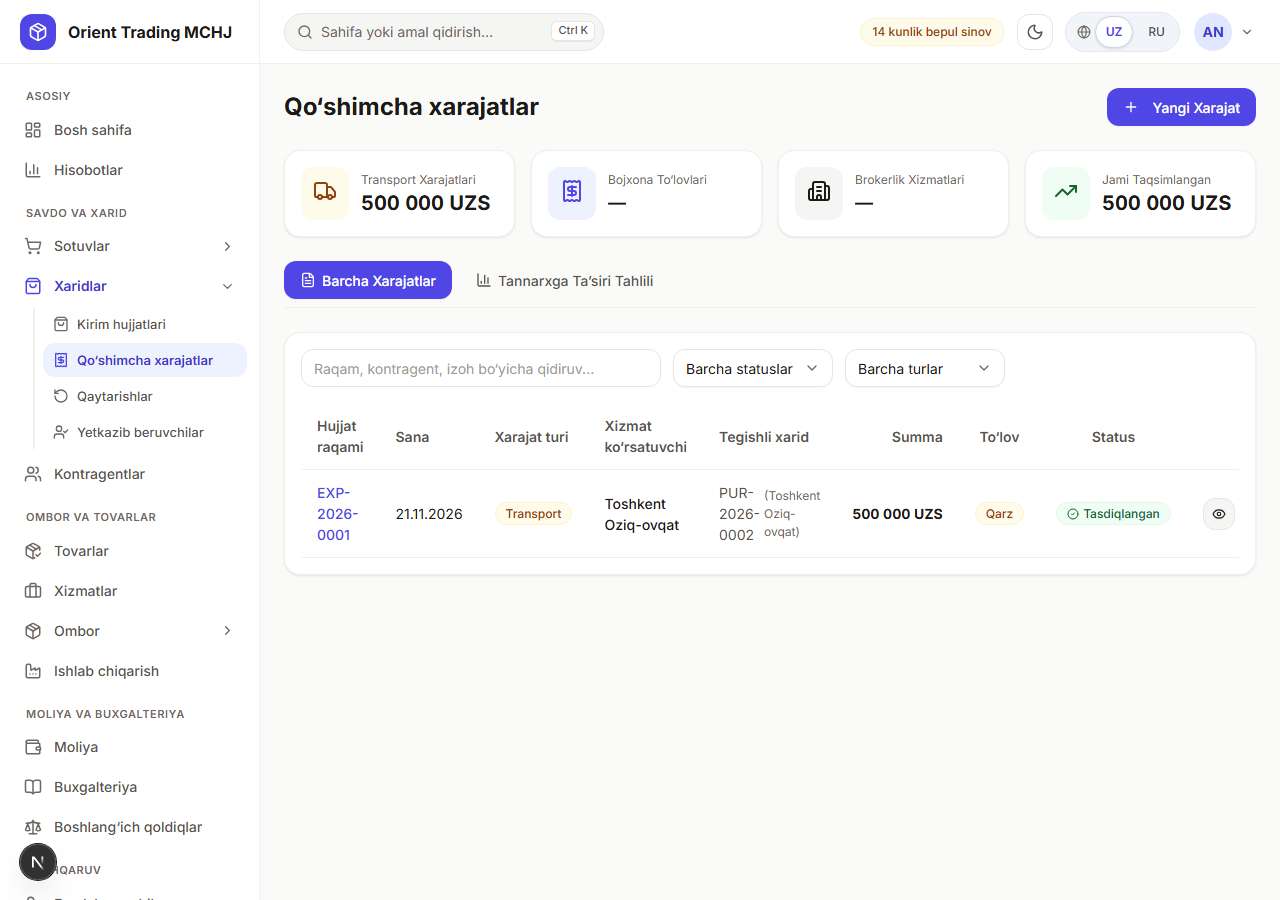 Orient Trading MCHJ
Sahifa yoki amal qidirish...
Ctrl K
14 kunlik bepul sinov
UZ
RU
AN
ASOSIY
Bosh sahifa
Hisobotlar
SAVDO VA XARID
Sotuvlar
Xaridlar
Kirim hujjatlari
Qo‘shimcha xarajatlar
Qaytarishlar
Yetkazib beruvchilar
Kontragentlar
OMBOR VA TOVARLAR
Tovarlar
Xizmatlar
Ombor
Ishlab chiqarish
MOLIYA VA BUXGALTERIYA
Moliya
Buxgalteriya
Boshlang‘ich qoldiqlar
N
Qo‘shimcha xarajatlar
+ Yangi Xarajat
Transport Xarajatlari
500 000 UZS
Bojxona To‘lovlari
—
Brokerlik Xizmatlari
—
Jami Taqsimlangan
500 000 UZS
Barcha Xarajatlar
Tannarxga Ta’siri Tahlili
Raqam, kontragent, izoh bo‘yicha qidiruv...
Barcha statuslar
Barcha turlar
Hujjat
raqami
Sana
Xarajat turi
Xizmat
ko‘rsatuvchi
Tegishli xarid
Summa
To‘lov
Status
EXP-
2026-
0001
21.11.2026
Transport
Toshkent
Oziq-ovqat
PUR-
2026-
0002
(Toshkent
Oziq-
ovqat)
500 000 UZS
Qarz
Tasdiqlangan